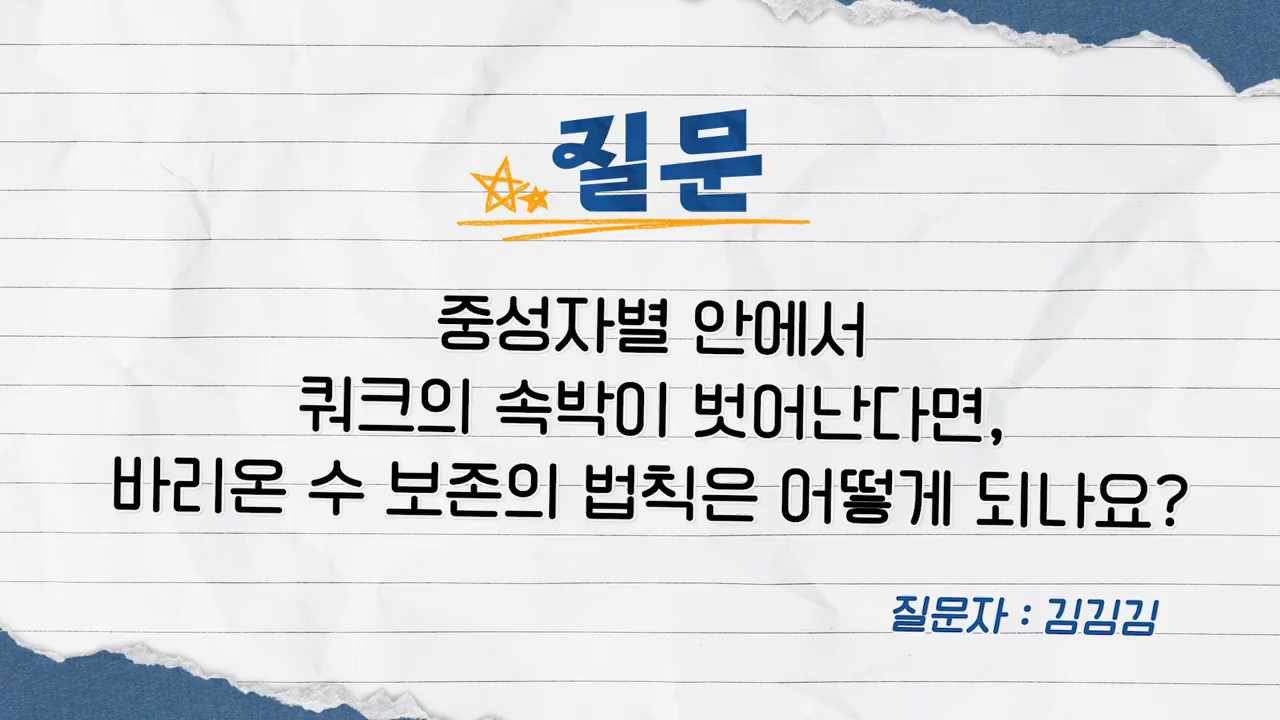 질문
중성자별 안에서
쿼크의 속박이 벗어난다면,
바리온 수 보존의 법칙은 어떻게 되나요?
질문자 : 김김김